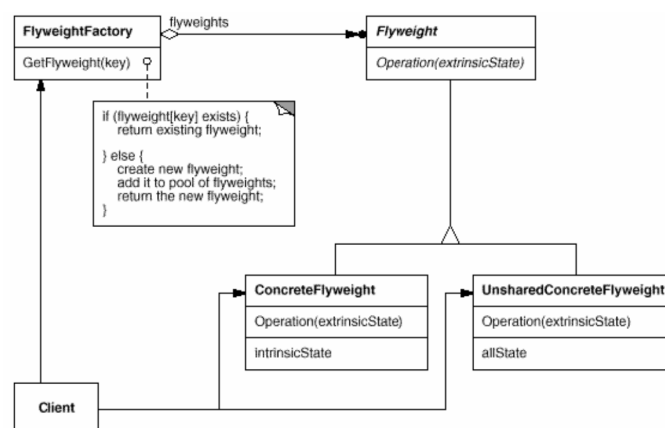 FlyweightFactory
GetFlyweight(key)
flyweights
Flyweight
Operation(extrinsicState)
if (flyweight[key] exists) {
return existing flyweight;
} else {
create new flyweight;
add it to pool of flyweights;
return the new flyweight;
}
ConcreteFlyweight
Operation(extrinsicState)
intrinsicState
UnsharedConcreteFlyweight
Operation(extrinsicState)
allState
Client